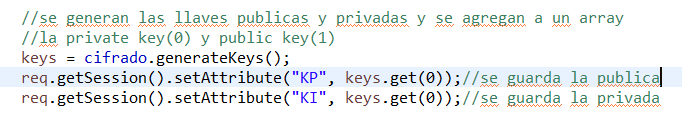 //se generan las llaves publicas y privadas y se agregan a un array
//la private key(0) y public key(1)
keys = cifrado.generateKeys();
req.getSession().setAttribute("KP", keys.get(0));//se guarda la publica
req.getSession().setAttribute("KI", keys.get(0));//se guarda la privada